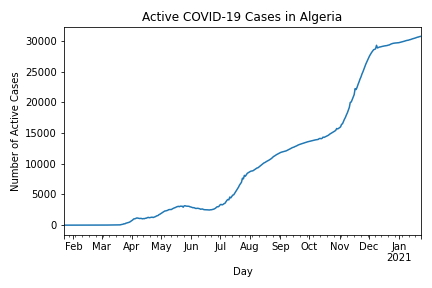 Active COVID-19 Cases in Algeria
Number of Active Cases
30000
25000
20000
15000
10000
5000
0
Feb Mar Apr May Jun Jul Aug Sep Oct Nov Dec Jan
2021
Day